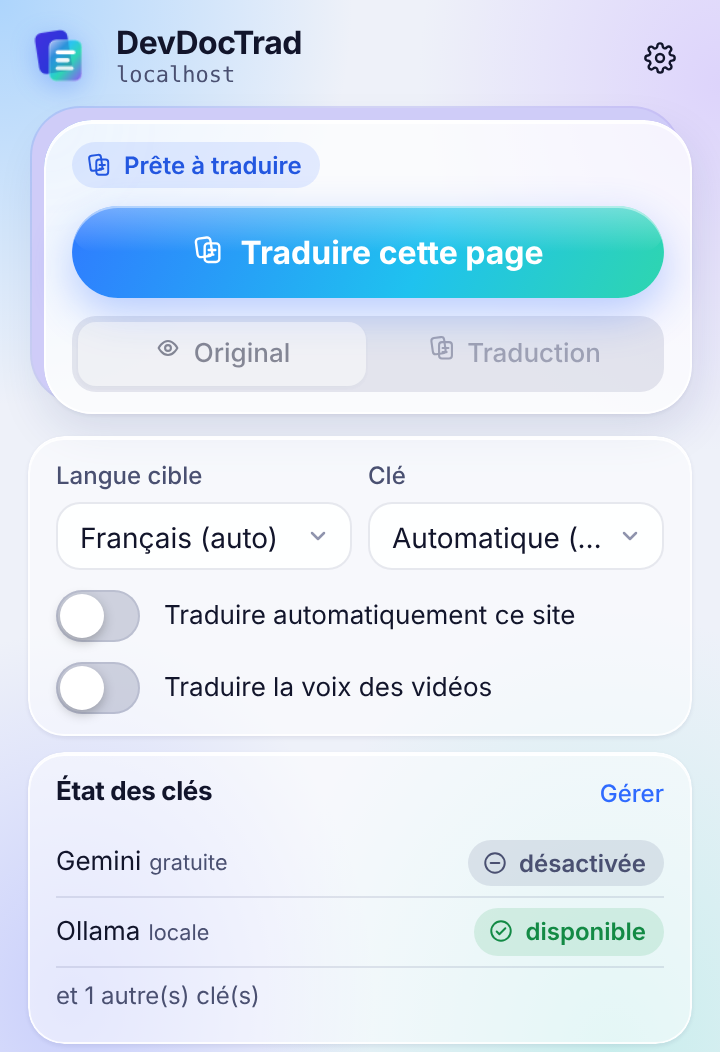 DevDocTrad
localhost
Prête à traduire
Traduire cette page
Original Traduction
Langue cible Clé
Français (auto) Automatique (...
Traduire automatiquement ce site
Traduire la voix des vidéos
État des clés Gérer
Gemini gratuite désactivée
Ollama locale disponible
et 1 autre(s) clé(s)